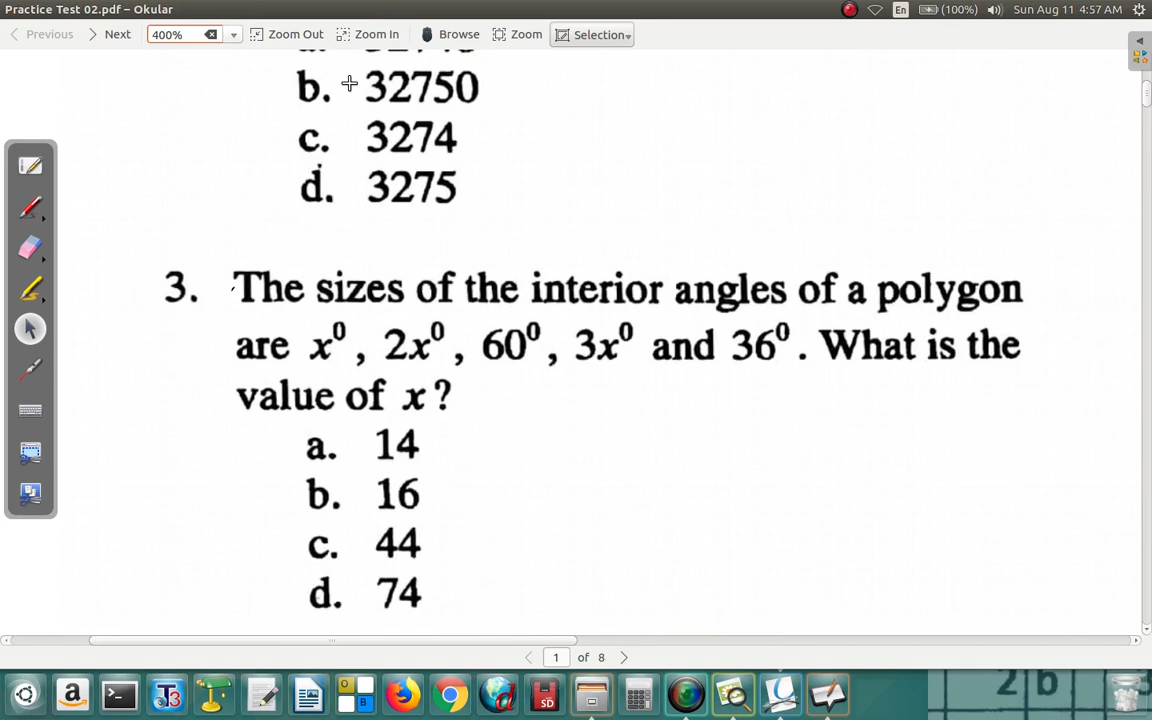 Practice Test 02.pdf – Okular
En
(100%)
Sun Aug 11 4:57 AM
Previous
Next
400%
Zoom Out
Zoom In
Browse
Zoom
Selection
b. 32750
c. 3274
d. 3275
3. The sizes of the interior angles of a polygon
are x⁰, 2x⁰, 60⁰, 3x⁰ and 36⁰. What is the
value of x?
a. 14
b. 16
c. 44
d. 74
1 of 8
SD
2 b